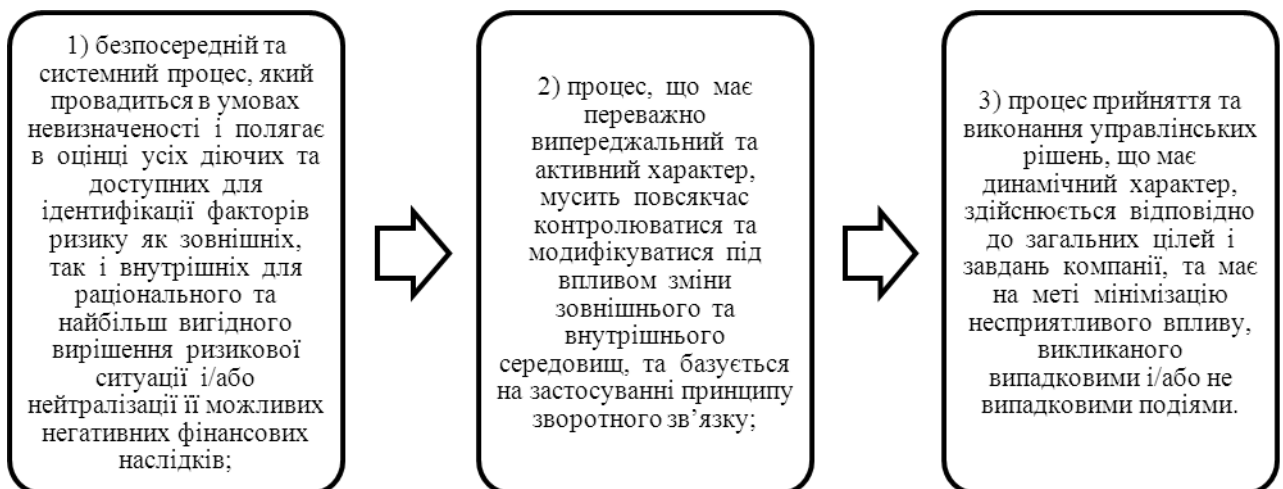 1) безпосередній та
системний процес, який
провадиться в умовах
невизначеності і полягає
в оцінці усіх діючих та
доступних для
ідентифікації факторів
ризику як зовнішніх,
так і внутрішніх для
раціонального та
найбільш вигідного
вирішення ризикової
ситуації і/або
нейтралізації її можливих
негативних фінансових
наслідків;
2) процес, що має
переважно
випереджальний та
активний характер,
мусить повсякчас
контролюватися та
модифікуватися під
впливом зміни
зовнішнього та
внутрішнього
середовищ, та базується
на застосуванні принципу
зворотного зв’язку;
3) процес прийняття та
виконання управлінських
рішень, що має
динамічний характер,
здійснюється відповідно
до загальних цілей і
завдань компанії, та має
на меті мінімізацію
несприятливого впливу,
викликаного
випадковими і/або не
випадковими подіями.